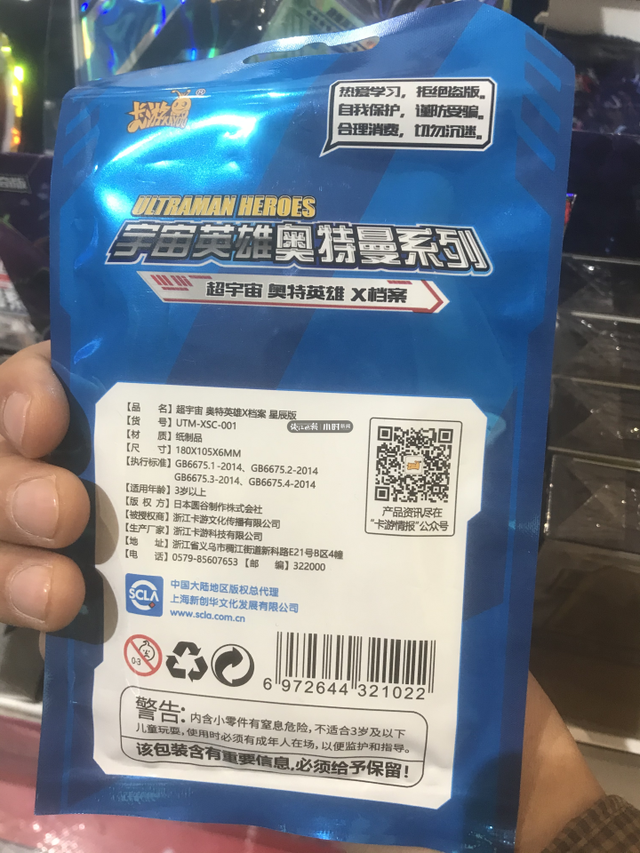 卡游
KAYOU
®
热爱学习，拒绝盗版。
自我保护，谨防受骗。
合理消费，切勿沉迷。
ULTRAMAN HEROES
宇宙英雄奥特曼系列
超宇宙 奥特英雄 X档案
【品 名】超宇宙 奥特英雄X档案 星辰版
【货 号】UTM-XSC-001
【材 质】纸制品
【尺 寸】180X105X6MM
【执行标准】GB6675.1-2014、GB6675.2-2014
GB6675.3-2014、GB6675.4-2014
【适用年龄】3岁以上
【版 权 方】日本圆谷制作株式会社
【被授权商】浙江卡游文化传播有限公司
【生产厂家】浙江卡游科技有限公司
【地 址】浙江省义乌市稠江街道新科路E21号B区4幢
【电 话】0579-85607653【邮 编】322000
钱江晚报 小时新闻
产品资讯尽在
“卡游情报”公众号
SCLA
中国大陆地区版权总代理
上海新创华文化发展有限公司
www.scla.com.cn
0-3
6 972644 321022
警告: 内含小零件有窒息危险，不适合3岁及以下
儿童玩耍，使用时必须有成年人在场，以便监护和指导。
该包装含有重要信息，必须给予保留！